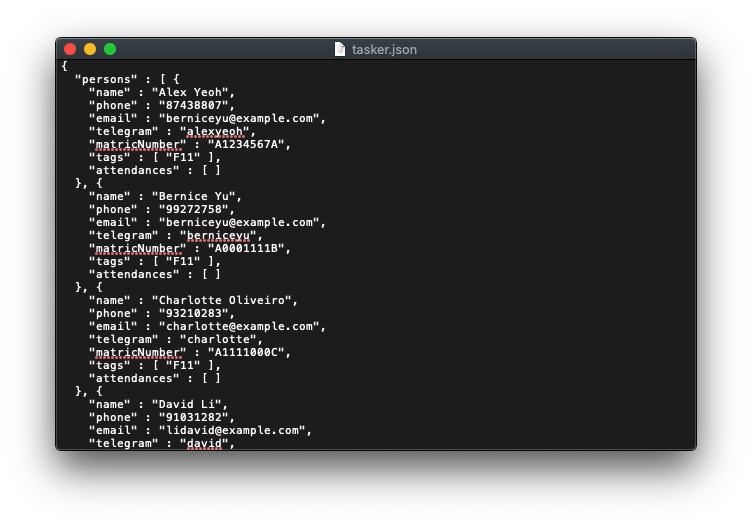 tasker.json
{
"persons" : [ {
"name" : "Alex Yeoh",
"phone" : "87438807",
"email" : "berniceyu@example.com",
"telegram" : "alexyeoh",
"matricNumber" : "A1234567A",
"tags" : [ "F11" ],
"attendances" : [ ]
}, {
"name" : "Bernice Yu",
"phone" : "99272758",
"email" : "berniceyu@example.com",
"telegram" : "berniceyu",
"matricNumber" : "A0001111B",
"tags" : [ "F11" ],
"attendances" : [ ]
}, {
"name" : "Charlotte Oliveiro",
"phone" : "93210283",
"email" : "charlotte@example.com",
"telegram" : "charlotte",
"matricNumber" : "A1111000C",
"tags" : [ "F11" ],
"attendances" : [ ]
}, {
"name" : "David Li",
"phone" : "91031282",
"email" : "lidavid@example.com",
"telegram" : "david",